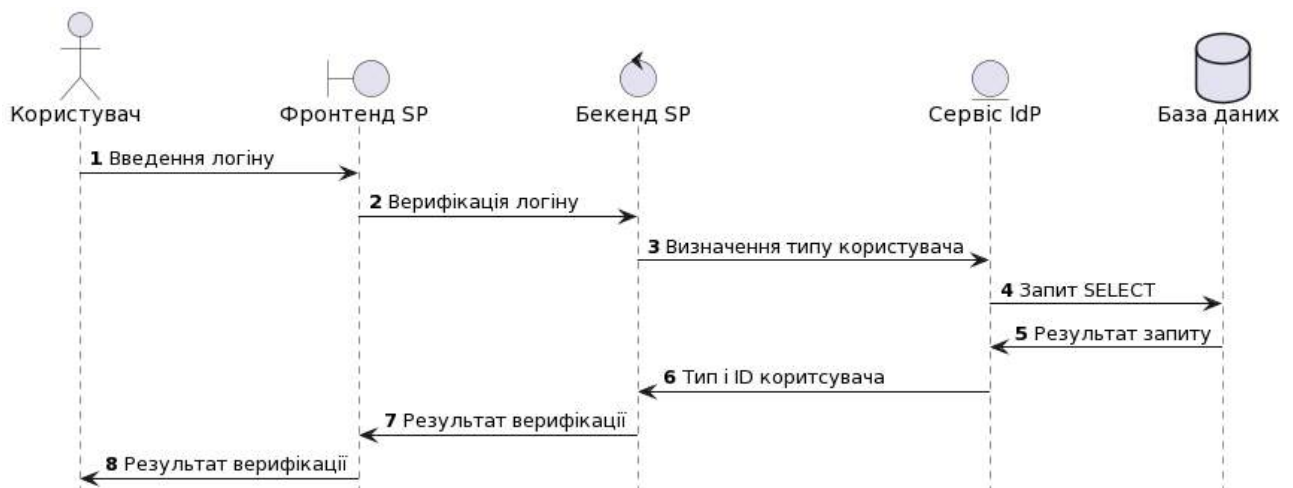 Користувач
Фронтенд SP
Бекенд SP
Сервіс IdP
База даних
1 Введення логіну
2 Верифікація логіну
3 Визначення типу користувача
4 Запит SELECT
5 Результат запиту
6 Тип і ID коритсувача
7 Результат верифікації
8 Результат верифікації